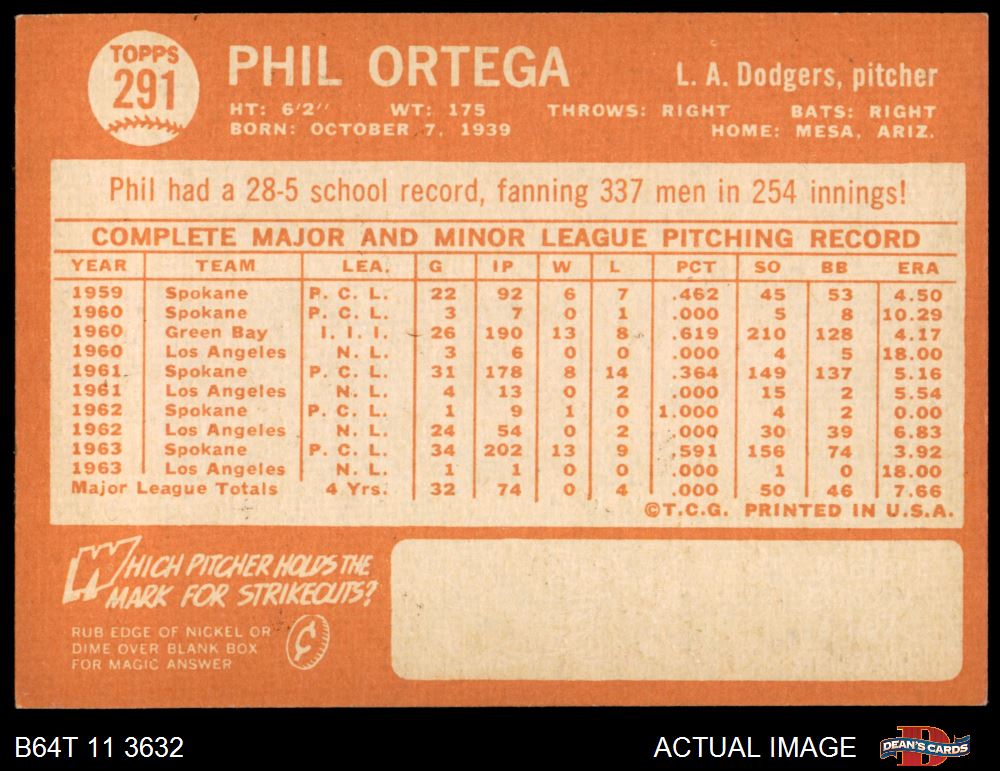 TOPPS
291
PHIL ORTEGA
L. A. Dodgers, pitcher
HT: 6'2" WT: 175 THROWS: RIGHT BATS: RIGHT
BORN: OCTOBER 7, 1939 HOME: MESA, ARIZ.
Phil had a 28-5 school record, fanning 337 men in 254 innings!
COMPLETE MAJOR AND MINOR LEAGUE PITCHING RECORD
YEAR TEAM LEA. G IP W L PCT SO BB ERA
1959 Spokane P. C. L. 22 92 6 7 .462 45 53 4.50
1960 Spokane P. C. L. 3 7 0 1 .000 5 8 10.29
1960 Green Bay I. I. I. 26 190 13 8 .619 210 128 4.17
1960 Los Angeles N. L. 3 6 0 0 .000 4 5 18.00
1961 Spokane P. C. L. 31 178 8 14 .364 149 137 5.16
1961 Los Angeles N. L. 4 13 0 2 .000 15 2 5.54
1962 Spokane P. C. L. 1 9 1 0 1.000 4 2 0.00
1962 Los Angeles N. L. 24 54 0 2 .000 30 39 6.83
1963 Spokane P. C. L. 34 202 13 9 .591 156 74 3.92
1963 Los Angeles N. L. 1 1 0 0 .000 1 0 18.00
Major League Totals 4 Yrs. 32 74 0 4 .000 50 46 7.66
©T.C.G. PRINTED IN U.S.A.
WHICH PITCHER HOLDS THE
MARK FOR STRIKEOUTS?
RUB EDGE OF NICKEL OR
DIME OVER BLANK BOX
FOR MAGIC ANSWER
¢
B64T 11 3632
ACTUAL IMAGE
DEAN'S CARDS